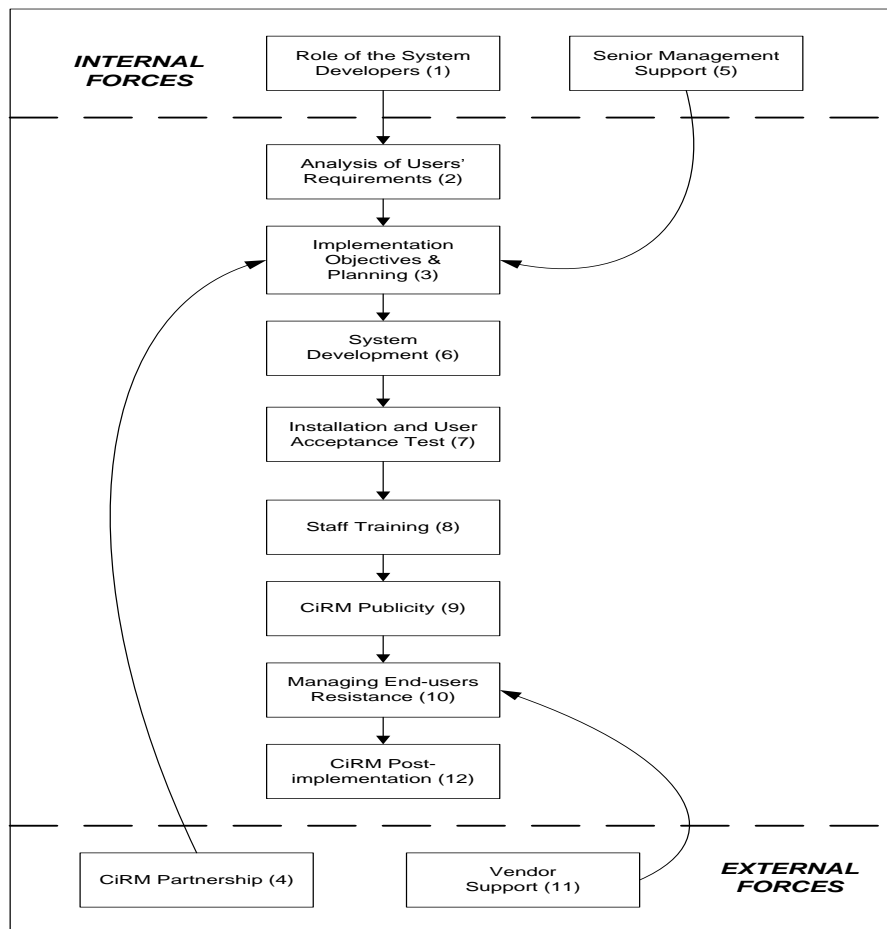 INTERNAL
FORCES
Role of the System
Developers (1)
Senior Management
Support (5)
Analysis of Users'
Requirements (2)
Implementation
Objectives &
Planning (3)
System
Development (6)
Installation and User
Acceptance Test (7)
Staff Training (8)
CiRM Publicity (9)
Managing End-users
Resistance (10)
CiRM Post-
implementation (12)
CiRM Partnership (4)
Vendor
Support (11)
EXTERNAL
FORCES